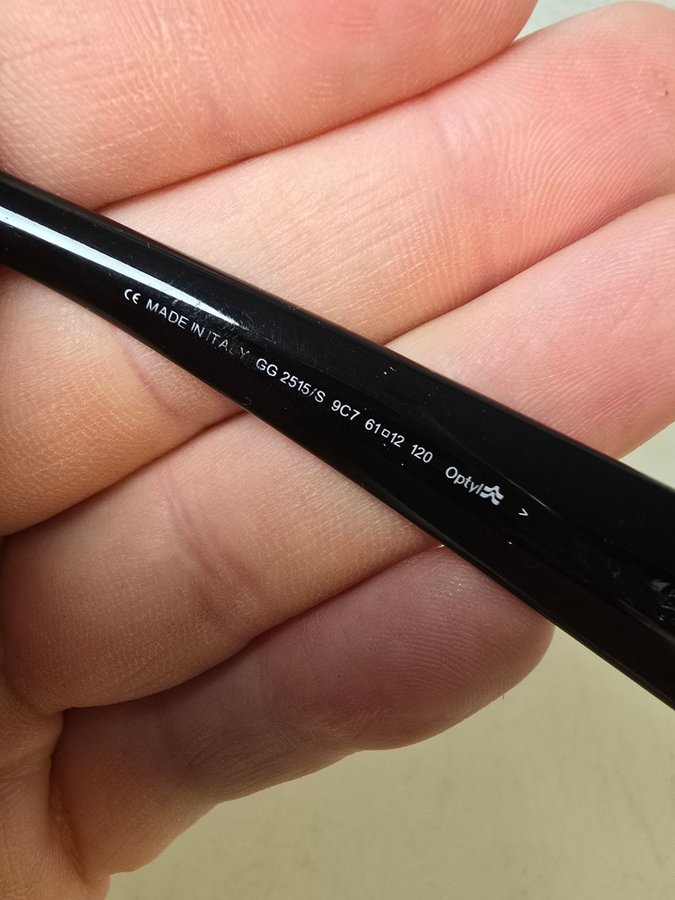 CE MADE IN ITALY GG 2515/S 9C7 61□12 120 Optyl >